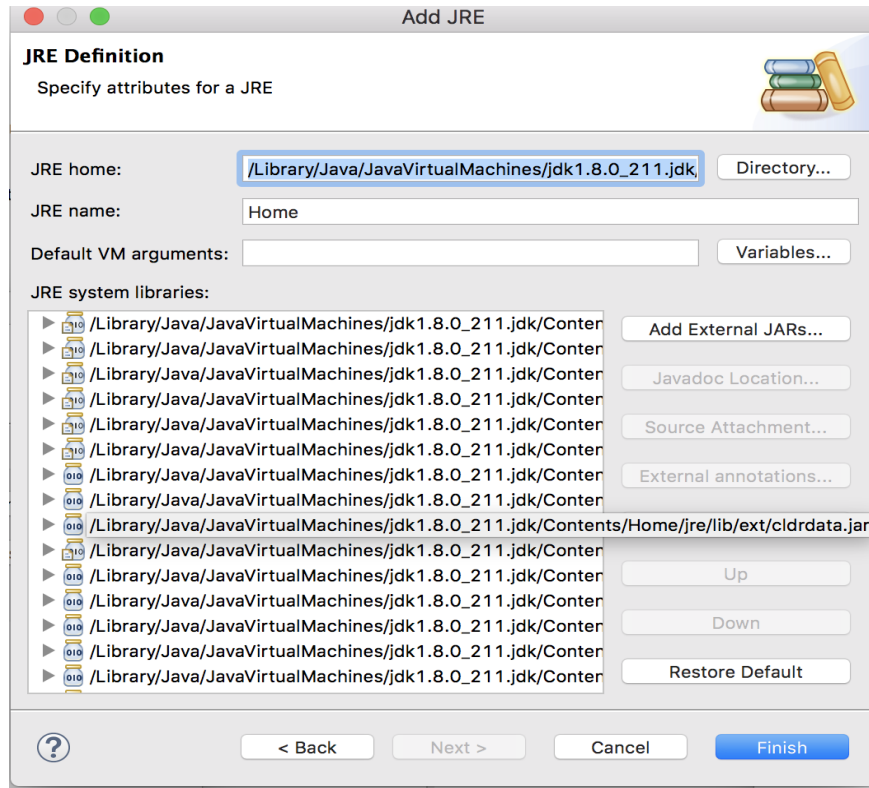 Add JRE
JRE Definition
Specify attributes for a JRE
JRE home: /Library/Java/JavaVirtualMachines/jdk1.8.0_211.jdk/ Directory...
JRE name: Home
Default VM arguments: Variables...
JRE system libraries:
/Library/Java/JavaVirtualMachines/jdk1.8.0_211.jdk/Conten Add External JARs...
/Library/Java/JavaVirtualMachines/jdk1.8.0_211.jdk/Conten
/Library/Java/JavaVirtualMachines/jdk1.8.0_211.jdk/Conten Javadoc Location...
/Library/Java/JavaVirtualMachines/jdk1.8.0_211.jdk/Conten
/Library/Java/JavaVirtualMachines/jdk1.8.0_211.jdk/Conten Source Attachment...
/Library/Java/JavaVirtualMachines/jdk1.8.0_211.jdk/Conten
/Library/Java/JavaVirtualMachines/jdk1.8.0_211.jdk/Conten External annotations...
/Library/Java/JavaVirtualMachines/jdk1.8.0_211.jdk/Conten
/Library/Java/JavaVirtualMachines/jdk1.8.0_211.jdk/Contents/Home/jre/lib/ext/cldrdata.jar
/Library/Java/JavaVirtualMachines/jdk1.8.0_211.jdk/Conten
/Library/Java/JavaVirtualMachines/jdk1.8.0_211.jdk/Conten Up
/Library/Java/JavaVirtualMachines/jdk1.8.0_211.jdk/Conten
/Library/Java/JavaVirtualMachines/jdk1.8.0_211.jdk/Conten Down
/Library/Java/JavaVirtualMachines/jdk1.8.0_211.jdk/Conten
/Library/Java/JavaVirtualMachines/jdk1.8.0_211.jdk/Conten Restore Default
? < Back Next > Cancel Finish